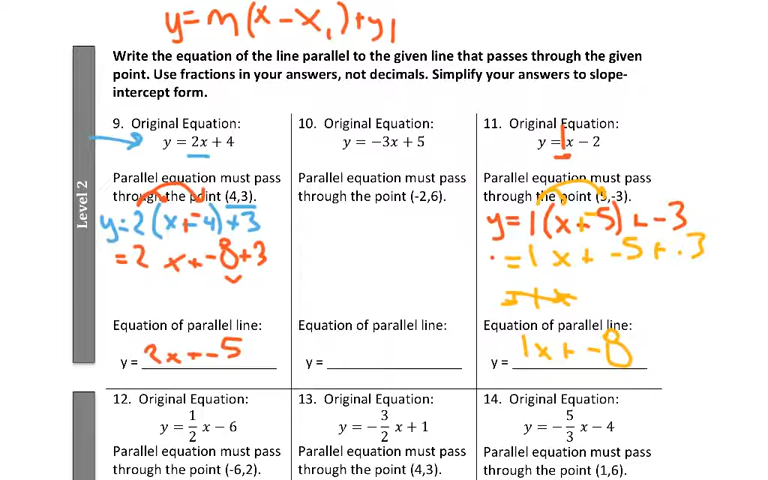 y = m(x - x₁) + y₁
Write the equation of the line parallel to the given line that passes through the given
point. Use fractions in your answers, not decimals. Simplify your answers to slope-
intercept form.
Level 2
9. Original Equation:
y = 2x + 4
Parallel equation must pass
through the point (4,3).
y = 2(x + -4) + 3
= 2x + -8 + 3
Equation of parallel line:
y = 2x + -5
10. Original Equation:
y = −3x + 5
Parallel equation must pass
through the point (-2,6).
Equation of parallel line:
y =
11. Original Equation:
y = 1x − 2
Parallel equation must pass
through the point (5,-3).
y = 1(x + -5) + -3
= 1x + -5 + -3
Equation of parallel line:
y = 1x + -8
12. Original Equation:
y = 1/2 x − 6
Parallel equation must pass
through the point (-6,2).
13. Original Equation:
y = −3/2 x + 1
Parallel equation must pass
through the point (4,3).
14. Original Equation:
y = −5/3 x − 4
Parallel equation must pass
through the point (1,6).